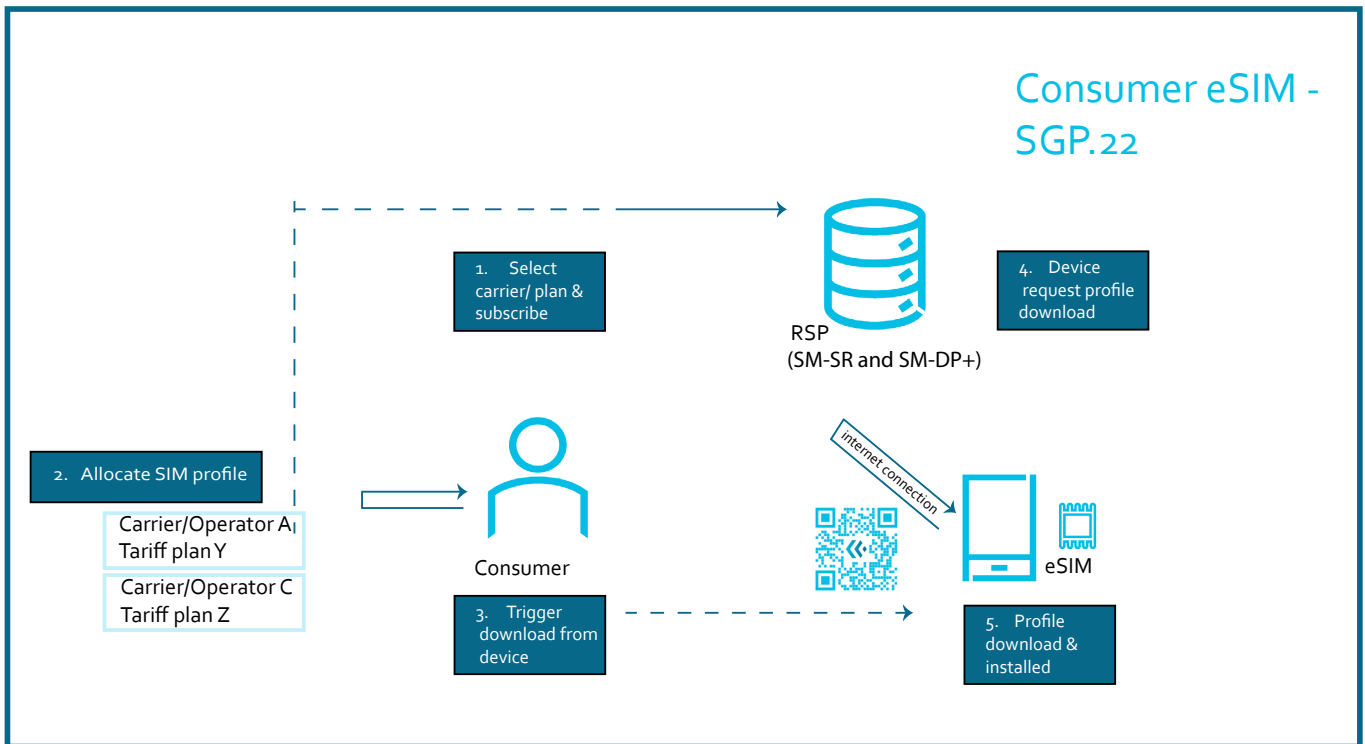 Consumer eSIM -
SGP.22
1. Select
carrier/ plan &
subscribe
4. Device
request profile
download
RSP
(SM-SR and SM-DP+)
2. Allocate SIM profile
Carrier/Operator A
Tariff plan Y
Carrier/Operator C
Tariff plan Z
Consumer
3. Trigger
download from
device
internet connection
eSIM
5. Profile
download &
installed